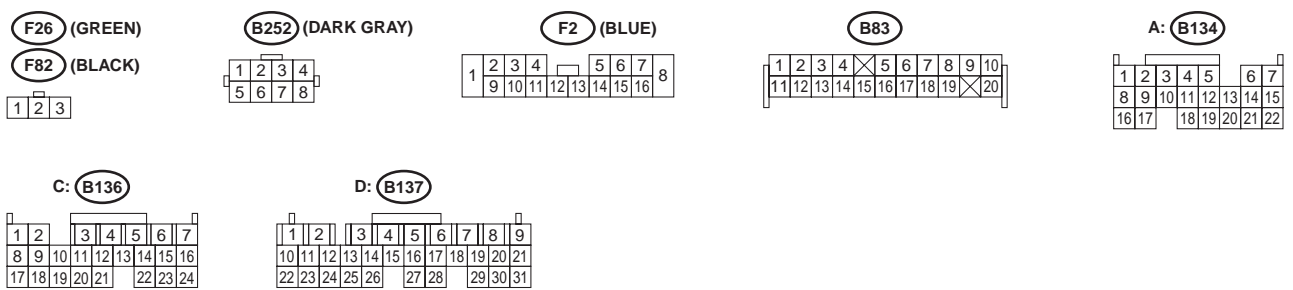 F26 (GREEN)
F82 (BLACK)
1 2 3
B252 (DARK GRAY)
1 2 3 4
5 6 7 8
F2 (BLUE)
1 2 3 4 5 6 7 8
9 10 11 12 13 14 15 16
B83
1 2 3 4 5 6 7 8 9 10
11 12 13 14 15 16 17 18 19 20
A: B134
1 2 3 4 5 6 7
8 9 10 11 12 13 14 15
16 17 18 19 20 21 22
C: B136
1 2 3 4 5 6 7
8 9 10 11 12 13 14 15 16
17 18 19 20 21 22 23 24
D: B137
1 2 3 4 5 6 7 8 9
10 11 12 13 14 15 16 17 18 19 20 21
22 23 24 25 26 27 28 29 30 31